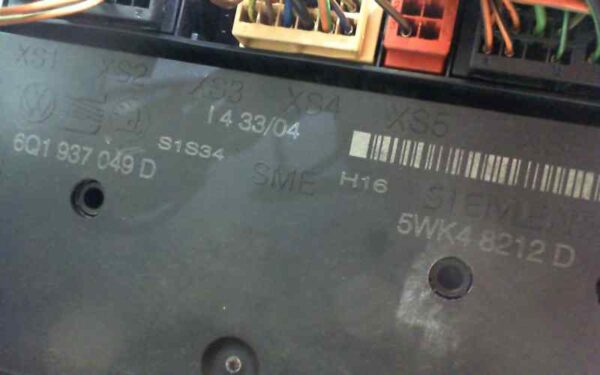 XS1 XS2 XS3 XS4 XS5
I 4 33/04
6Q1 937 049 D
S1S34
SME
H16
SIEMENS
5WK4 8212 D